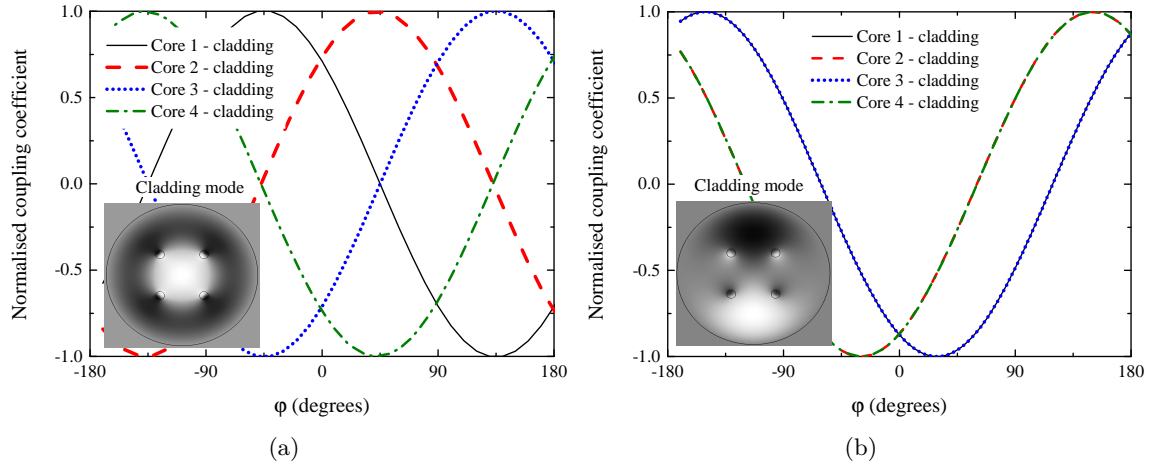 1.0
0.5
0.0
-0.5
-1.0
Normalised coupling coefficient
Core 1 - cladding
Core 2 - cladding
Core 3 - cladding
Core 4 - cladding
Cladding mode
-180
-90
0
90
180
φ (degrees)
(a)
1.0
0.5
0.0
-0.5
-1.0
Normalised coupling coefficient
Core 1 - cladding
Core 2 - cladding
Core 3 - cladding
Core 4 - cladding
Cladding mode
-180
-90
0
90
180
φ (degrees)
(b)